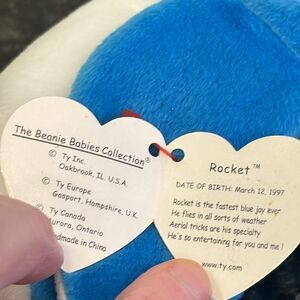 The Beanie Babies Collection®
© Ty Inc.
Oakbrook, IL. U.S.A.
© Ty Europe
Gasport, Hampshire, U.K.
© Ty Canada
Aurora, Ontario
Handmade in China
Rocket™
DATE OF BIRTH: March 12, 1997
Rocket is the fastest blue jay ever
He flies in all sorts of weather
Aerial tricks are his specialty
He's so entertaining for you and me !
www.ty.com